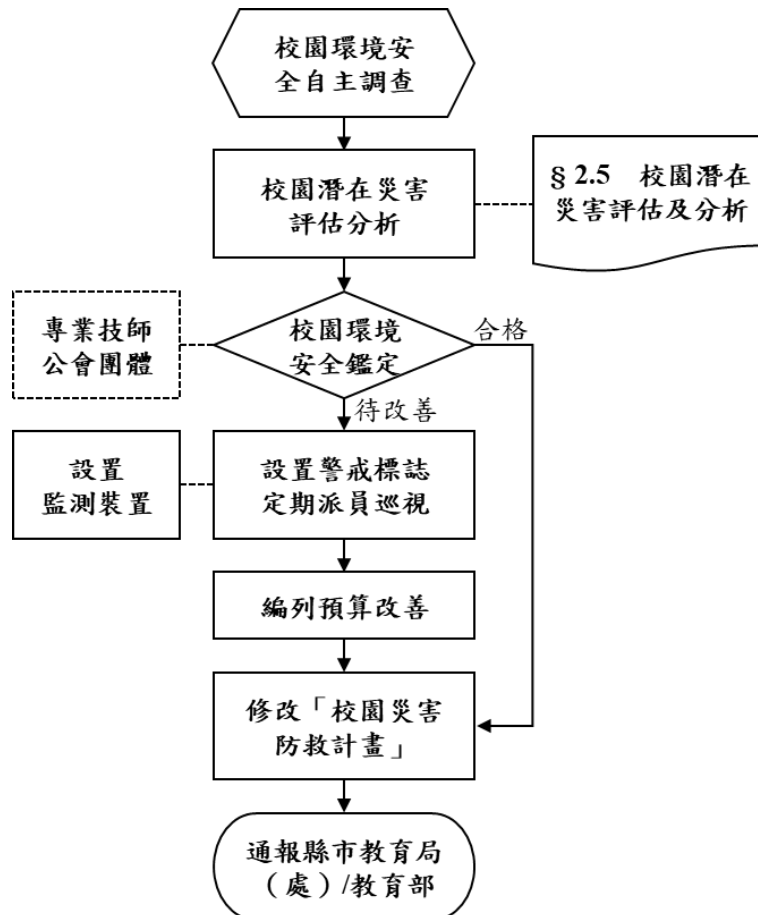 校園環境安
全自主調查
校園潛在災害
評估分析
§ 2.5 校園潛在
災害評估及分析
專業技師
公會團體
校園環境
安全鑑定
合格
待改善
設置
監測裝置
設置警戒標誌
定期派員巡視
編列預算改善
修改「校園災害
防救計畫」
通報縣市教育局
（處）/教育部